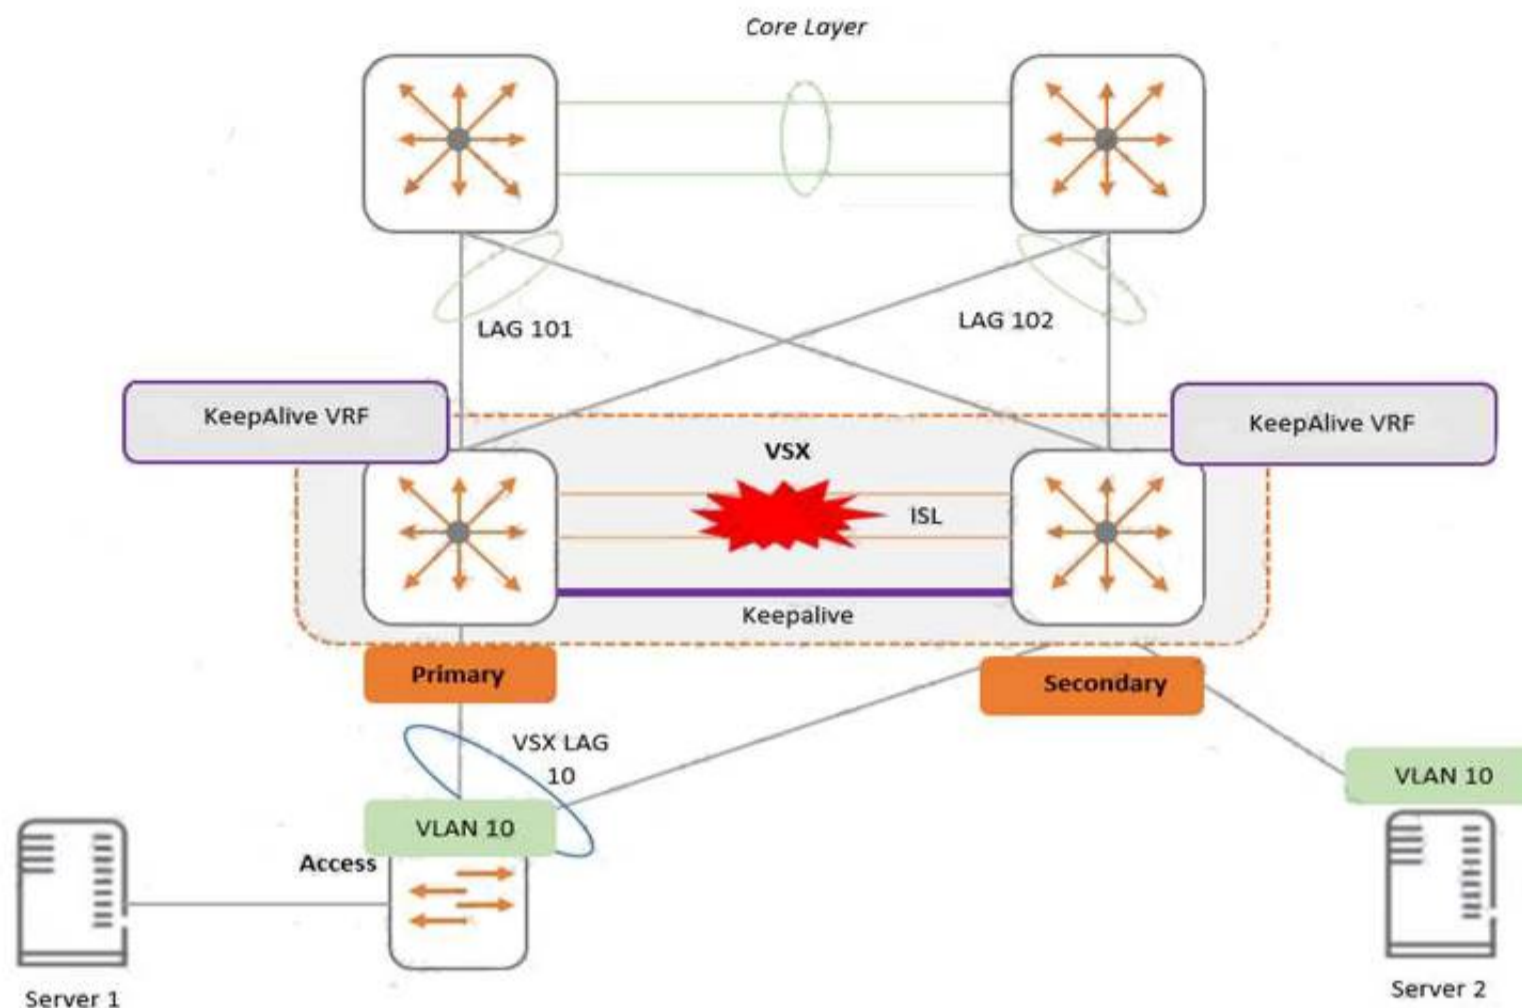 Core Layer
LAG 101
LAG 102
KeepAlive VRF
KeepAlive VRF
VSX
ISL
Keepalive
Primary
Secondary
VSX LAG
10
VLAN 10
VLAN 10
Access
Server 1
Server 2